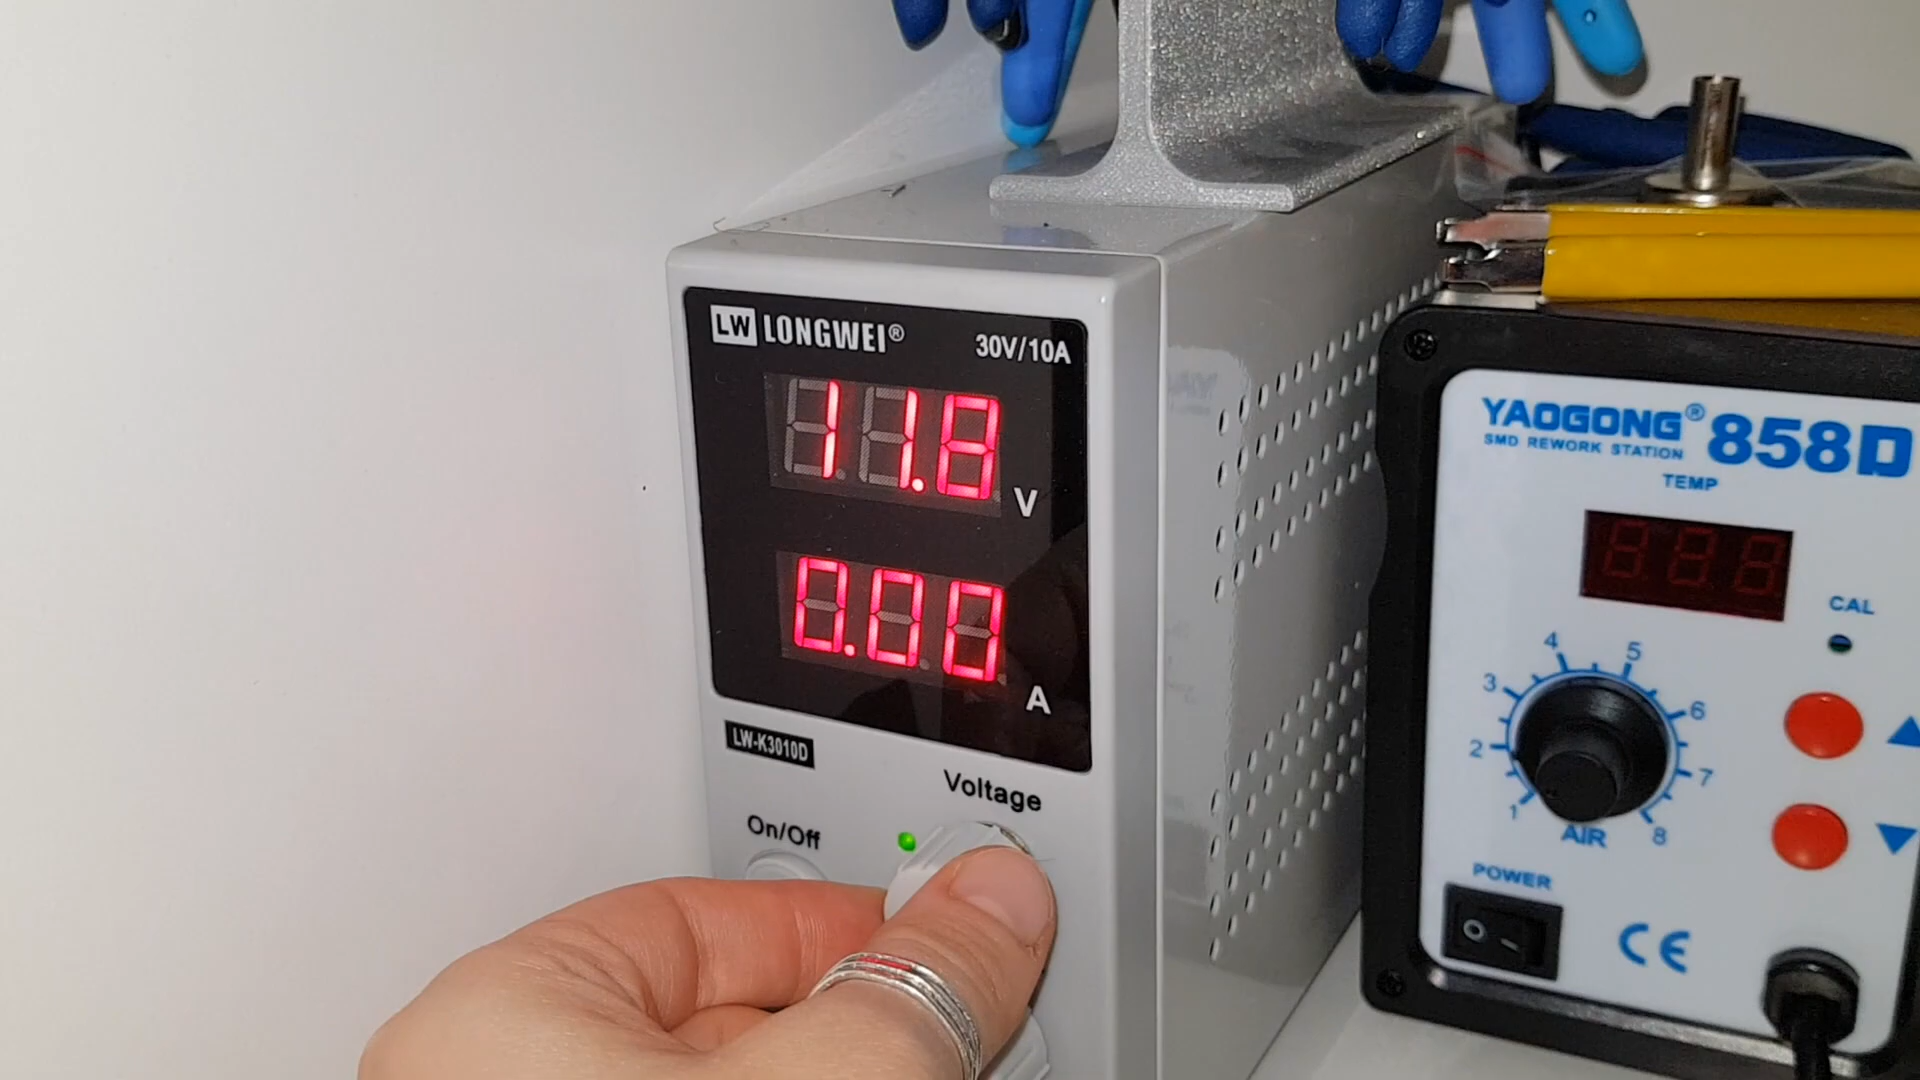 LW LONGWEI®
30V/10A
11.8
V
0.00
A
LW-K3010D
Voltage
On/Off
YAOGONG® 858D
SMD REWORK STATION
TEMP
CAL
1 2 3 4 5 6 7 8
AIR
POWER
CE